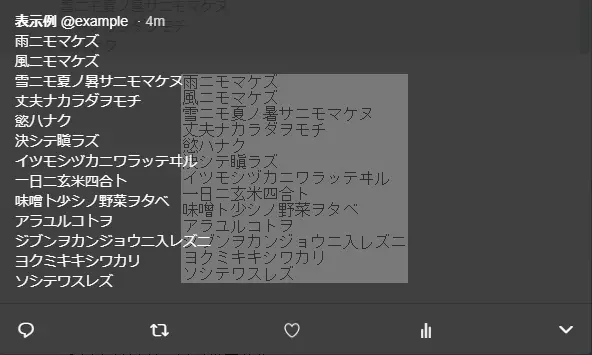 表示例 @example · 4m
雨ニモマケズ
風ニモマケズ
雪ニモ夏ノ暑サニモマケヌ
丈夫ナカラダヲモチ
慾ハナク
決シテ瞋ラズ
イツモシヅカニワラッテヰル
一日ニ玄米四合ト
味噌ト少シノ野菜ヲタベ
アラユルコトヲ
ジブンヲカンジョウニ入レズニ
ヨクミキキシワカリ
ソシテワスレズ
雨ニモマケズ
風ニモマケズ
雪ニモ夏ノ暑サニモマケヌ
丈夫ナカラダヲモチ
慾ハナク
決シテ瞋ラズ
イツモシヅカニワラッテヰル
一日ニ玄米四合ト
味噌ト少シノ野菜ヲタベ
アラユルコトヲ
ジブンヲカンジョウニ入レズニ
ヨクミキキシワカリ
ソシテワスレズ